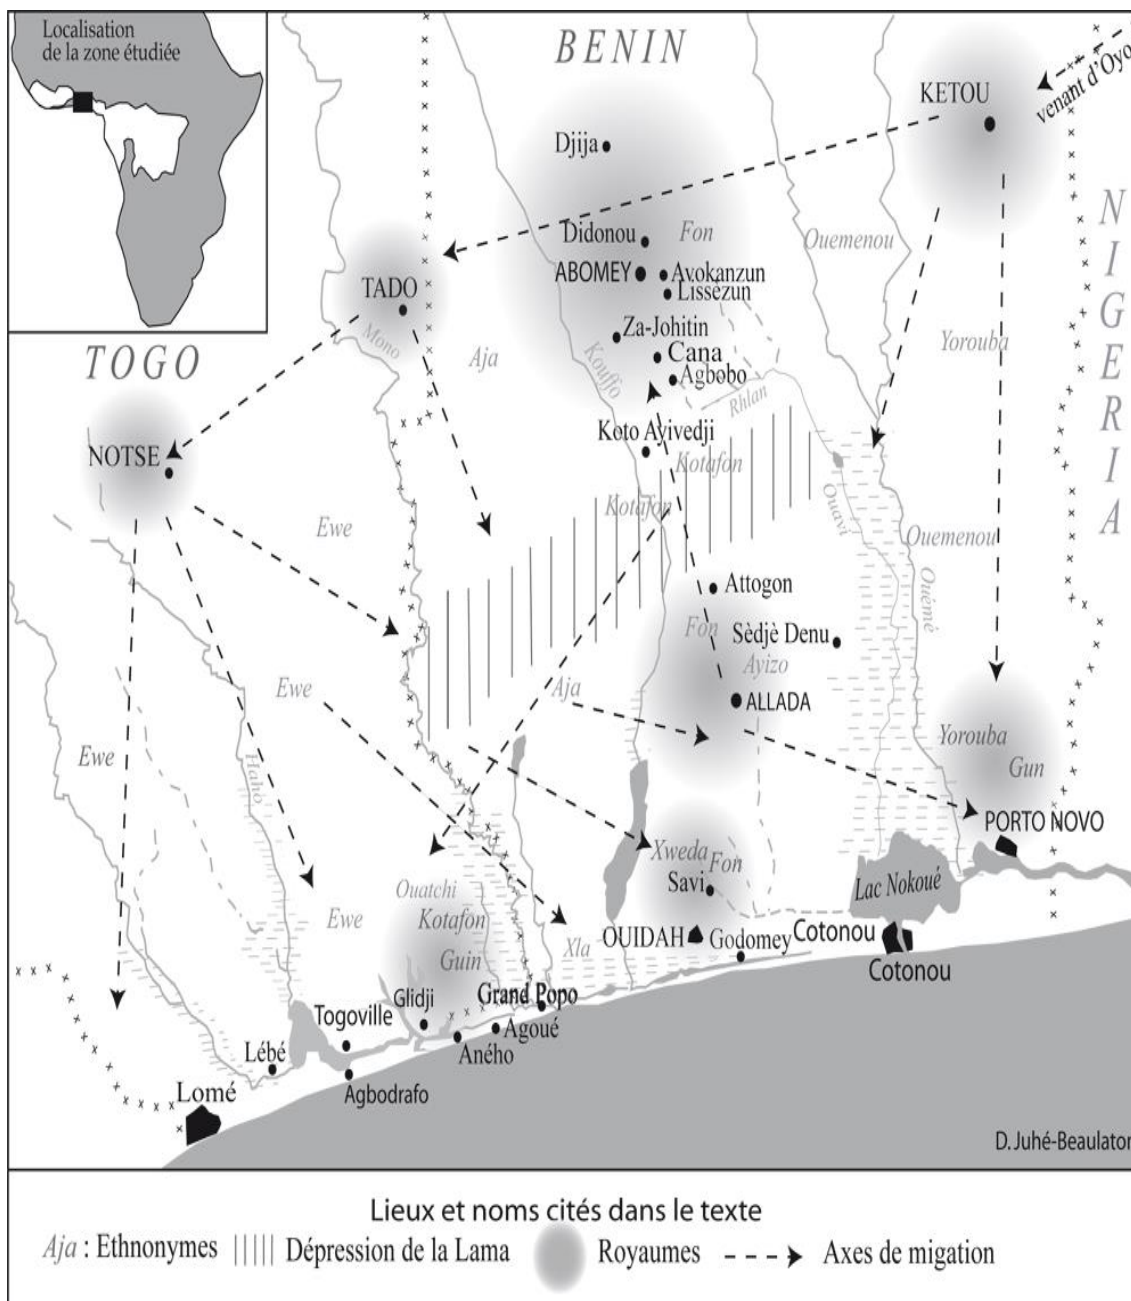 Localisation
de la zone étudiée
BENIN
KETOU
venant d'Oyo
Djija
NIGERIA
Didonou
Fon
Ouemenou
ABOMEY
Avokanzun
Lissèzun
TADO
Za-Johitin
Mono
Aja
Kouffo
Cana
Yorouba
TOGO
Agbobo
Rhlan
NOTSE
Koto Ayivedji
Kotafon
Kotafon
Ewe
Ouavi
Ouemenou
Ouémé
Attogon
Fon
Sèdjè Denu
Ayizo
Ewe
Aja
ALLADA
Ewe
Haho
Yorouba
Gun
PORTO NOVO
Xweda
Fon
Savi
Lac Nokoué
Ouatchi
Kotafon
Ewe
Guin
Xla
OUIDAH
Godomey
Cotonou
Cotonou
Glidji
Grand Popo
Togoville
Agoué
Aného
Lébé
Agbodrafo
Lomé
D. Juhé-Beaulaton
Lieux et noms cités dans le texte
Aja : Ethnonymes Dépression de la Lama Royaumes Axes de migation